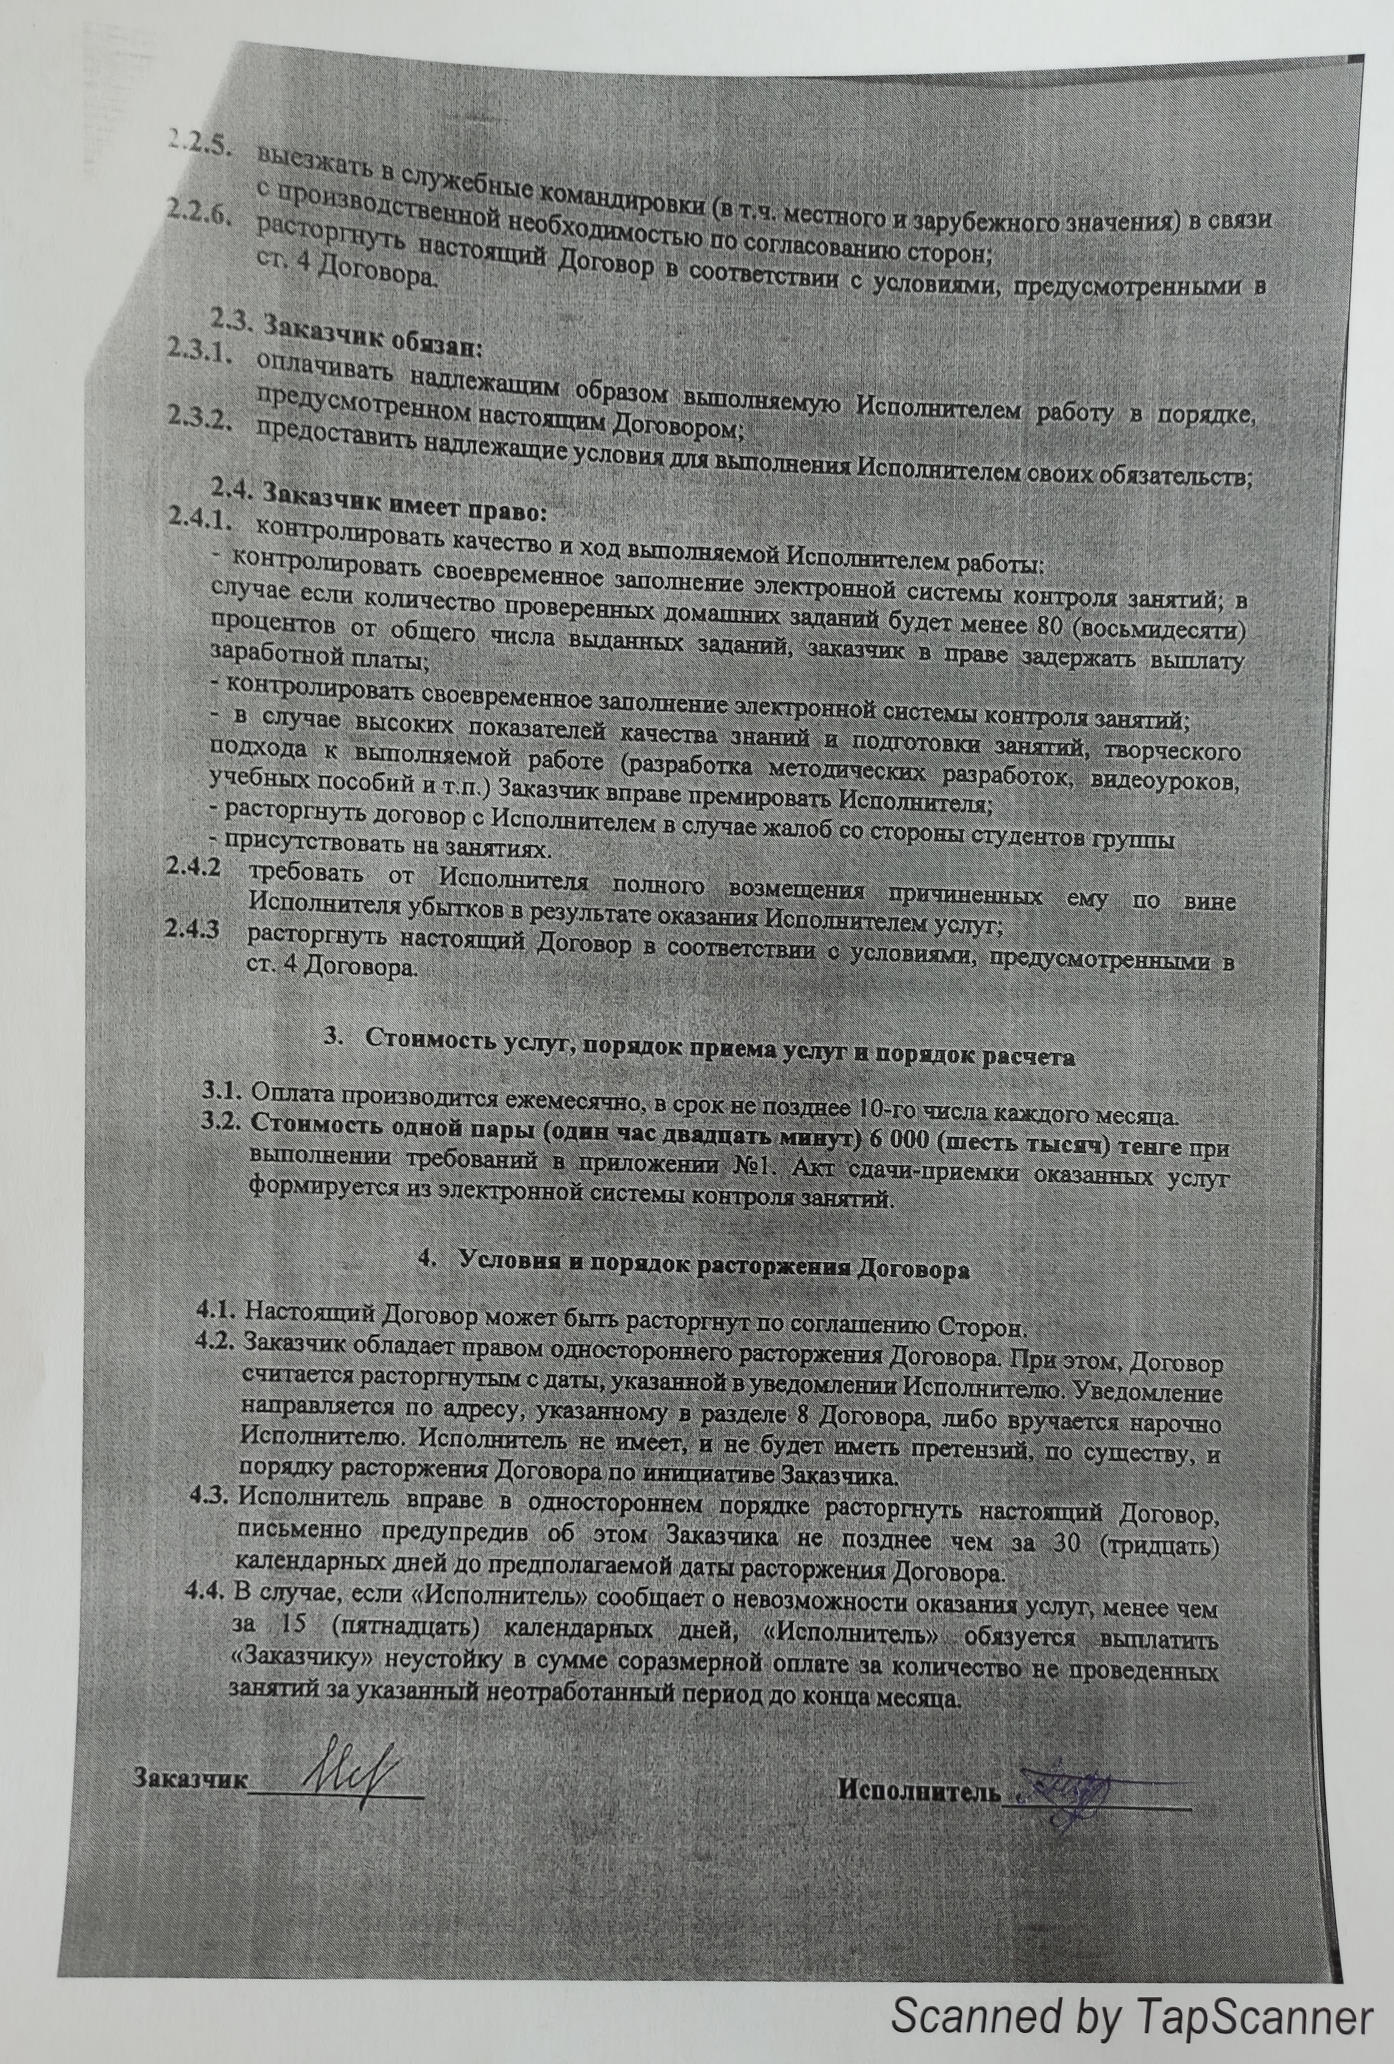 2.2.5. выезжать в служебные командировки (в т.ч. местного и зарубежного значения) в связи
с производственной необходимостью по согласованию сторон;
2.2.6. расторгнуть настоящий Договор в соответствии с условиями, предусмотренными в
ст. 4 Договора.
2.3. Заказчик обязан:
2.3.1. оплачивать надлежащим образом выполняемую Исполнителем работу в порядке,
предусмотренном настоящим Договором;
2.3.2. предоставить надлежащие условия для выполнения Исполнителем своих обязательств;
2.4. Заказчик имеет право:
2.4.1. контролировать качество и ход выполняемой Исполнителем работы:
- контролировать своевременное заполнение электронной системы контроля занятий; в
случае если количество проверенных домашних заданий будет менее 80 (восьмидесяти)
процентов от общего числа выданных заданий, заказчик в праве задержать выплату
заработной платы;
- контролировать своевременное заполнение электронной системы контроля занятий;
- в случае высоких показателей качества знаний и подготовки занятий, творческого
подхода к выполняемой работе (разработка методических разработок, видеоуроков,
учебных пособий и т.п.) Заказчик вправе премировать Исполнителя;
- расторгнуть договор с Исполнителем в случае жалоб со стороны студентов группы
- присутствовать на занятиях.
2.4.2 требовать от Исполнителя полного возмещения причиненных ему по вине
Исполнителя убытков в результате оказания Исполнителем услуг;
2.4.3 расторгнуть настоящий Договор в соответствии с условиями, предусмотренными в
ст. 4 Договора.
3. Стоимость услуг, порядок приема услуг и порядок расчета
3.1. Оплата производится ежемесячно, в срок не позднее 10-го числа каждого месяца.
3.2. Стоимость одной пары (один час двадцать минут) 6 000 (шесть тысяч) тенге при
выполнении требований в приложении №1. Акт сдачи-приемки оказанных услуг
формируется из электронной системы контроля занятий.
4. Условия и порядок расторжения Договора
4.1. Настоящий Договор может быть расторгнут по соглашению Сторон.
4.2. Заказчик обладает правом одностороннего расторжения Договора. При этом, Договор
считается расторгнутым с даты, указанной в уведомлении Исполнителю. Уведомление
направляется по адресу, указанному в разделе 8 Договора, либо вручается нарочно
Исполнителю. Исполнитель не имеет, и не будет иметь претензий, по существу, и
порядку расторжения Договора по инициативе Заказчика.
4.3. Исполнитель вправе в одностороннем порядке расторгнуть настоящий Договор,
письменно предупредив об этом Заказчика не позднее чем за 30 (тридцать)
календарных дней до предполагаемой даты расторжения Договора.
4.4. В случае, если «Исполнитель» сообщает о невозможности оказания услуг, менее чем
за 15 (пятнадцать) календарных дней, «Исполнитель» обязуется выплатить
«Заказчику» неустойку в сумме соразмерной оплате за количество не проведенных
занятий за указанный неотработанный период до конца месяца.
Заказчик Исполнитель
Scanned by TapScanner